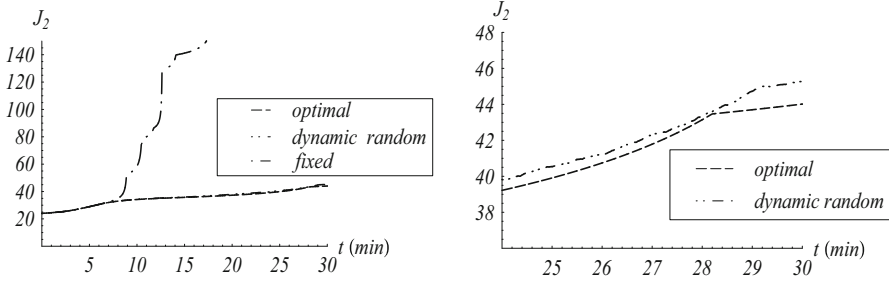 J2
140
120
100
80
60
40
20
optimal
dynamic random
fixed
5 10 15 20 25 30
t (min)
J2
48
46
44
42
40
38
optimal
dynamic random
25 26 27 28 29 30
t (min)